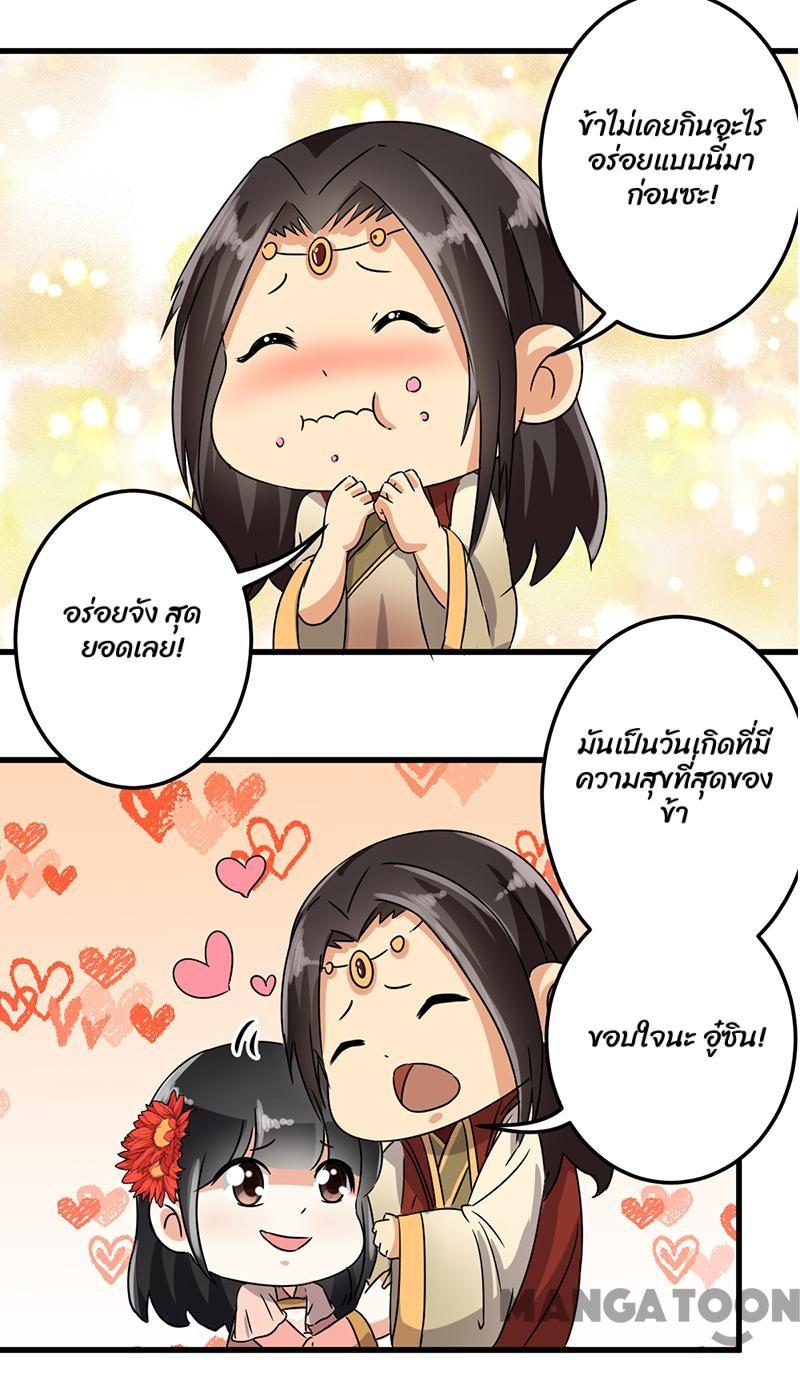 ข้าไม่เคยกินอะไร
อร่อยแบบนี้มา
ก่อนซะ!
อร่อยจัง สุด
ยอดเลย!
มันเป็นวันเกิดที่มี
ความสุขที่สุดของ
ข้า
ขอบใจนะ อู๋ซิน!
MANGATOON